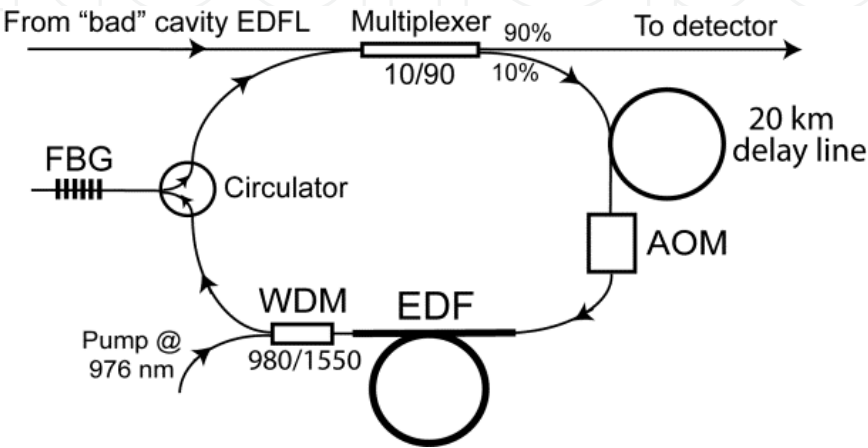 From “bad” cavity EDFL
Multiplexer
90%
To detector
10/90
10%
20 km
delay line
FBG
Circulator
AOM
WDM
EDF
Pump @
976 nm
980/1550